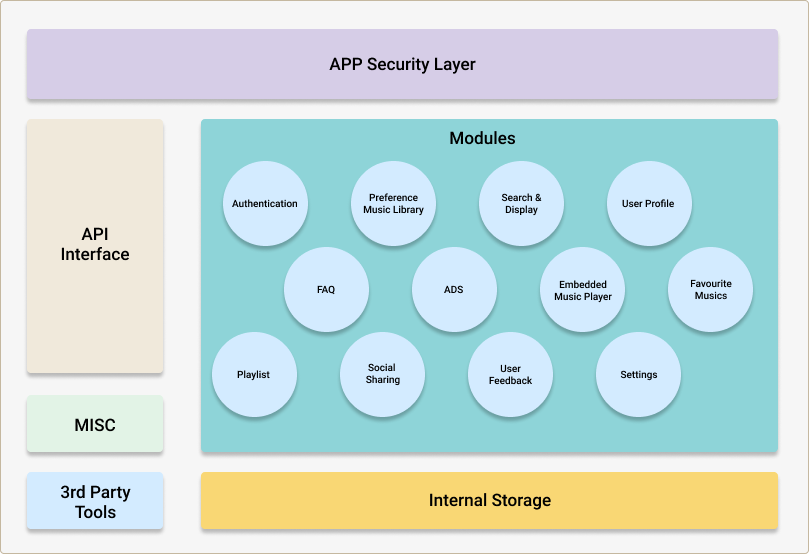 APP Security Layer
API
Interface
MISC
3rd Party
Tools
Modules
Authentication
Preference
Music Library
Search &
Display
User Profile
FAQ
ADS
Embedded
Music Player
Favourite
Musics
Playlist
Social
Sharing
User
Feedback
Settings
Internal Storage